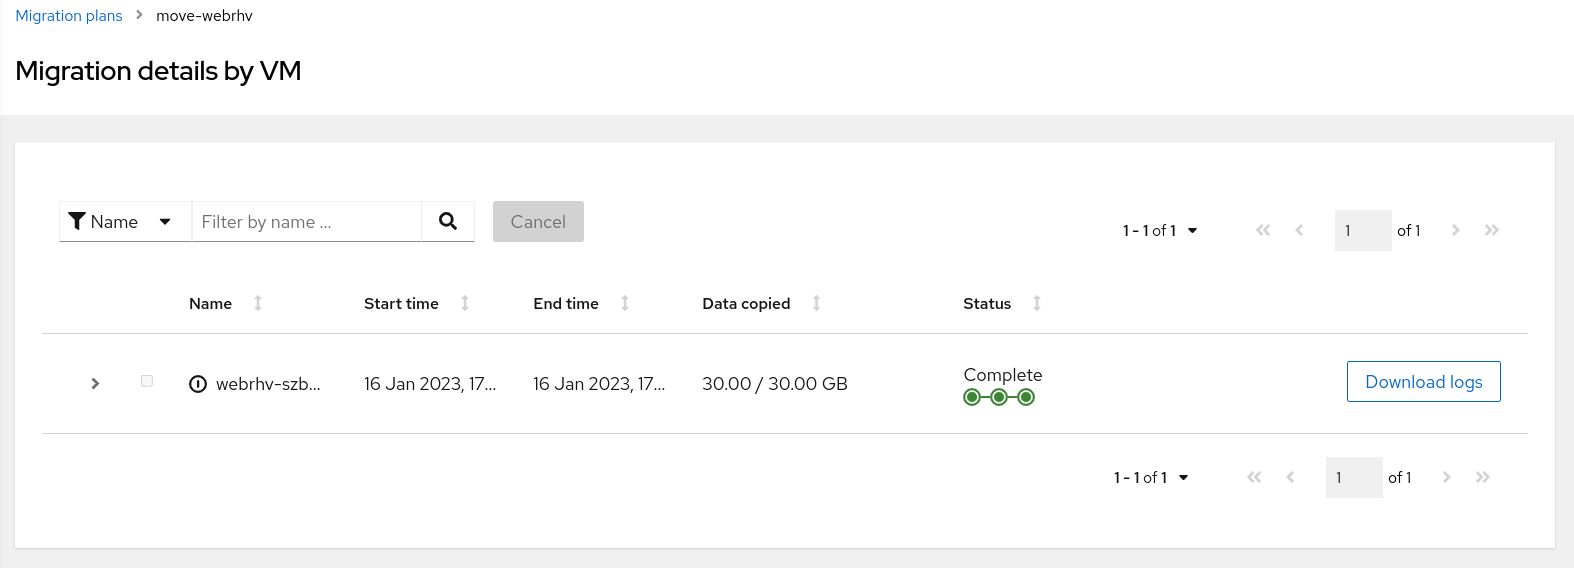 Migration plans > move-webrhv
Migration details by VM
Name Filter by name ... Cancel
1 - 1 of 1 1 of 1
Name Start time End time Data copied Status
webrhv-szb... 16 Jan 2023, 17... 16 Jan 2023, 17... 30.00 / 30.00 GB Complete Download logs
1 - 1 of 1 1 of 1